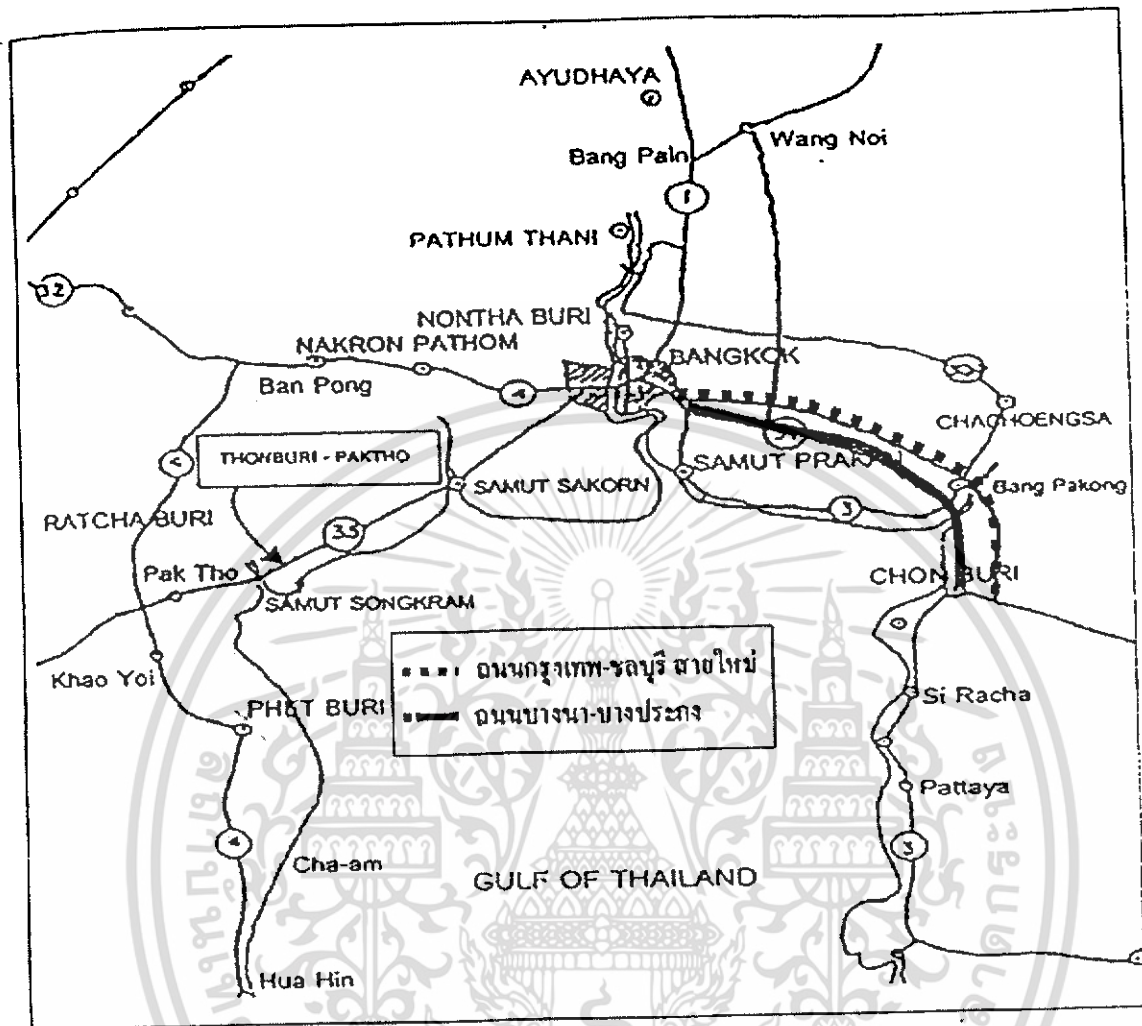 AYUDHAYA
Wang Noi
Bang Pain
1
PATHUM THANI
32
NONTHA BURI
NAKRON PATHOM
BANGKOK
Ban Pong
4
CHACHOENGSA
34
THONBURI - PAKTHO
SAMUT PRAKAN
SAMUT SAKORN
Bang Pakong
3
RATCHA BURI
35
Pak Tho
CHON BURI
SAMUT SONGKRAM
ถนนกรุงเทพ-ชลบุรี สายใหม่
ถนนบางนา-บางประกง
Khao Yoi
Si Racha
PHET BURI
Pattaya
4
3
Cha-am
GULF OF THAILAND
Hua Hin